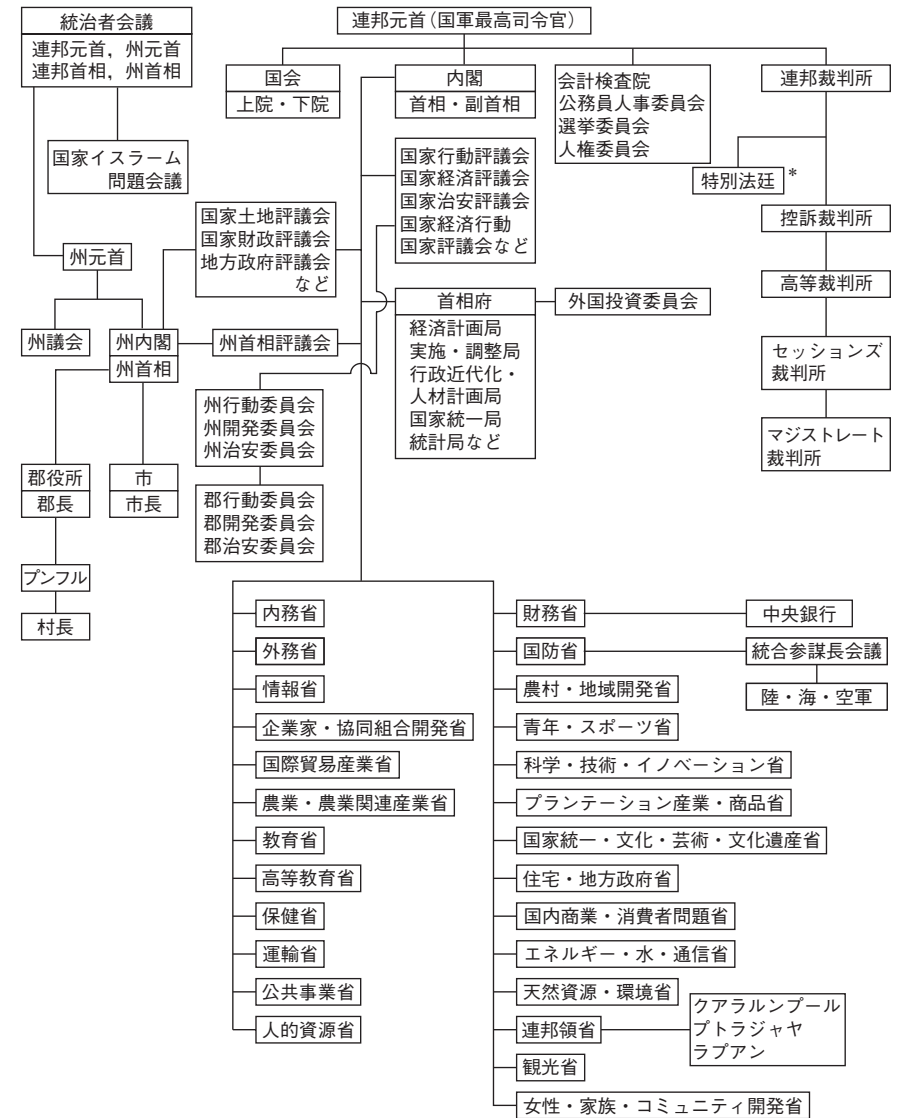 統治者会議
連邦元首，州元首
連邦首相，州首相
連邦元首（国軍最高司令官）
国会
上院・下院
内閣
首相・副首相
会計検査院
公務員人事委員会
選挙委員会
人権委員会
連邦裁判所
国家イスラーム
問題会議
特別法廷
*
国家行動評議会
国家経済評議会
国家治安評議会
国家経済行動
国家評議会など
国家土地評議会
国家財政評議会
地方政府評議会
など
控訴裁判所
州元首
高等裁判所
首相府
経済計画局
実施・調整局
行政近代化・
人材計画局
国家統一局
統計局など
外国投資委員会
州議会
州内閣
州首相
州首相評議会
セッションズ
裁判所
州行動委員会
州開発委員会
州治安委員会
マジストレート
裁判所
郡役所
郡長
市
市長
郡行動委員会
郡開発委員会
郡治安委員会
プンフル
村長
内務省
外務省
情報省
企業家・協同組合開発省
国際貿易産業省
農業・農業関連産業省
教育省
高等教育省
保健省
運輸省
公共事業省
人的資源省
財務省
中央銀行
国防省
統合参謀長会議
陸・海・空軍
農村・地域開発省
青年・スポーツ省
科学・技術・イノベーション省
プランテーション産業・商品省
国家統一・文化・芸術・文化遺産省
住宅・地方政府省
国内商業・消費者問題省
エネルギー・水・通信省
天然資源・環境省
連邦領省
クアラルンプール
プトラジャヤ
ラブアン
観光省
女性・家族・コミュニティ開発省